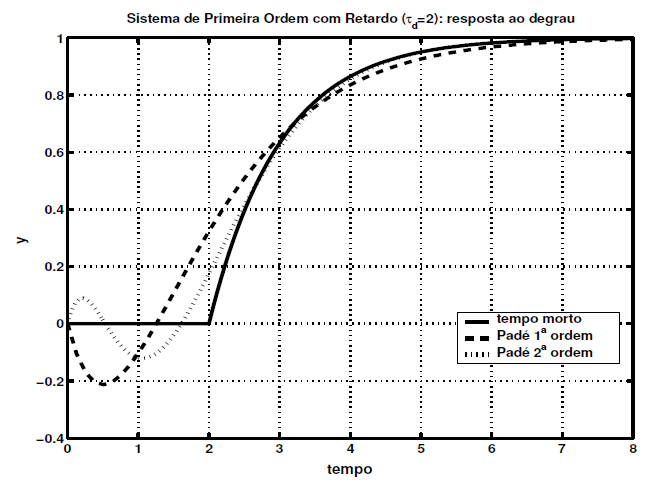 Sistema de Primeira Ordem com Retardo (τd=2): resposta ao degrau
1
0.8
0.6
0.4
0.2
0
−0.2
−0.4
y
tempo morto
Padé 1ª ordem
Padé 2ª ordem
0 1 2 3 4 5 6 7 8
tempo